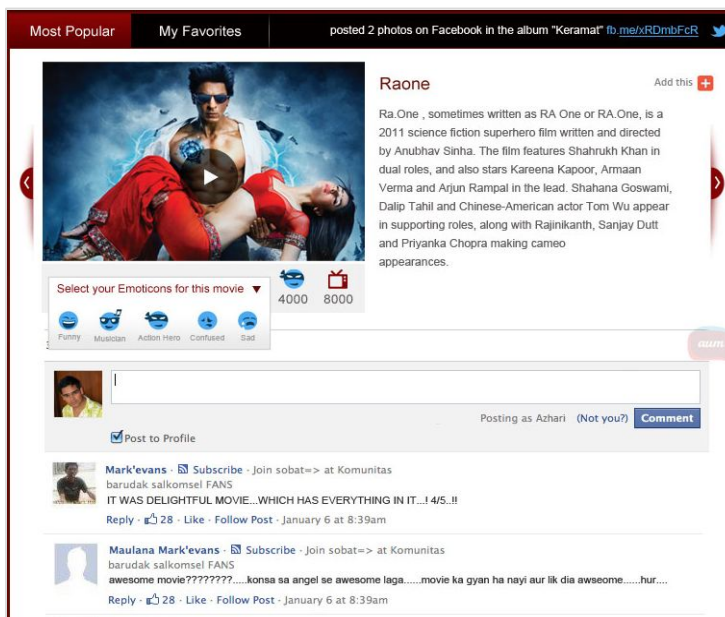 Most Popular
My Favorites
posted 2 photos on Facebook in the album "Keramat" fb.me/xRDmbFcR
Raone
Add this
Ra.One , sometimes written as RA One or RA.One, is a
2011 science fiction superhero film written and directed
by Anubhav Sinha. The film features Shahrukh Khan in
dual roles, and also stars Kareena Kapoor, Armaan
Verma and Arjun Rampal in the lead. Shahana Goswami,
Dalip Tahil and Chinese-American actor Tom Wu appear
in supporting roles, along with Rajinikanth, Sanjay Dutt
and Priyanka Chopra making cameo
appearances.
Select your Emoticons for this movie
4000 8000
Funny Musician Action Hero Confused Sad
aum
Posting as Azhari (Not you?) Comment
Post to Profile
Mark'evans · Subscribe · Join sobat=> at Komunitas
barudak salkomsel FANS
IT WAS DELIGHTFUL MOVIE...WHICH HAS EVERYTHING IN IT...! 4/5..!!
Reply · 28 · Like · Follow Post · January 6 at 8:39am
Maulana Mark'evans · Subscribe · Join sobat=> at Komunitas
barudak salkomsel FANS
awesome movie????????.....konsa sa angel se awesome laga......movie ka gyan ha nayi aur lik dia awseome......hur....
Reply · 28 · Like · Follow Post · January 6 at 8:39am